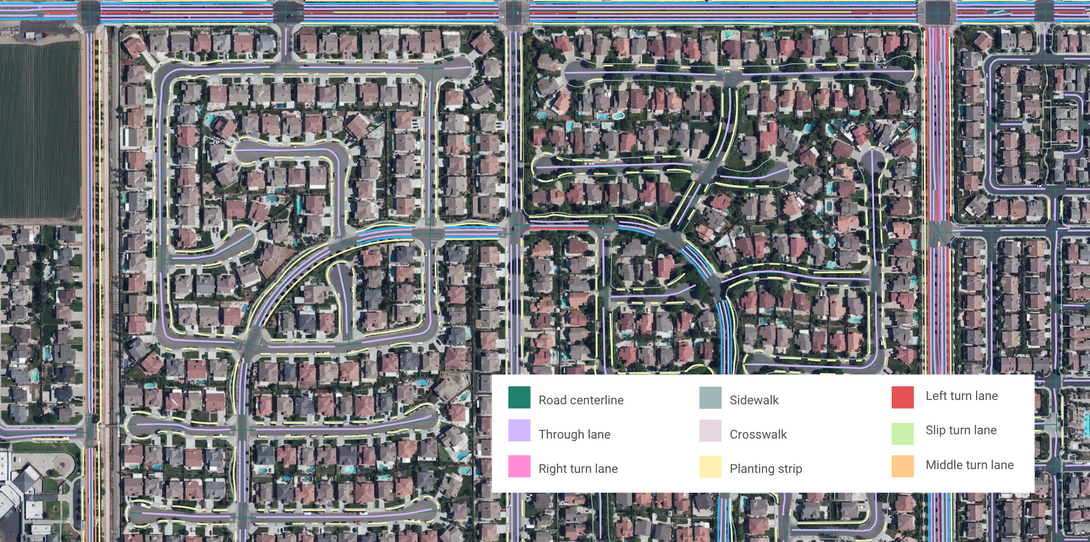 Road centerline
Through lane
Right turn lane
Sidewalk
Crosswalk
Planting strip
Left turn lane
Slip turn lane
Middle turn lane